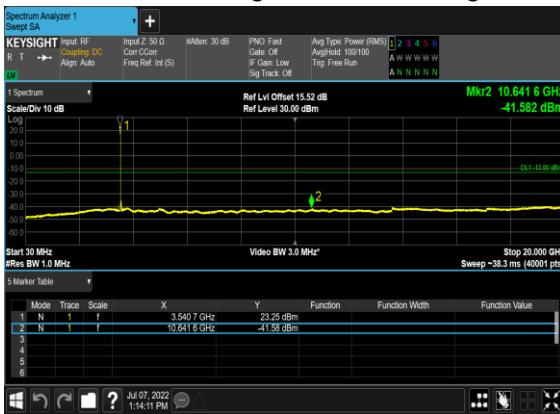 Spectrum Analyzer 1
Swept SA
KEYSIGHT Input: RF Input Z: 50 Ω #Atten: 30 dB PNO: Fast Avg Type: Power (RMS) 1 2 3 4 5 6
R T Coupling: DC Corr CCorr Gate: Off Avg|Hold: 100/100 A W W W W W
Align: Auto Freq Ref: Int (S) IF Gain: Low Trig: Free Run
LV Sig Track: Off A N N N N N
1 Spectrum Ref Lvl Offset 15.52 dB Mkr2 10.641 6 GHz
Scale/Div 10 dB Ref Level 30.00 dBm -41.582 dBm
Log
20.0
10.0
0.00
-10.0
-20.0
-30.0
-40.0
-50.0
-60.0
1
DL1 -13.00 dBm
2
Start 30 MHz Video BW 3.0 MHz* Stop 20.000 GHz
#Res BW 1.0 MHz Sweep ~38.3 ms (40001 pts)
5 Marker Table
Mode Trace Scale X Y Function Function Width Function Value
1 N 1 f 3.540 7 GHz 23.25 dBm
2 N 1 f 10.641 6 GHz -41.58 dBm
3
4
5
6
Jul 07, 2022
1:14:11 PM